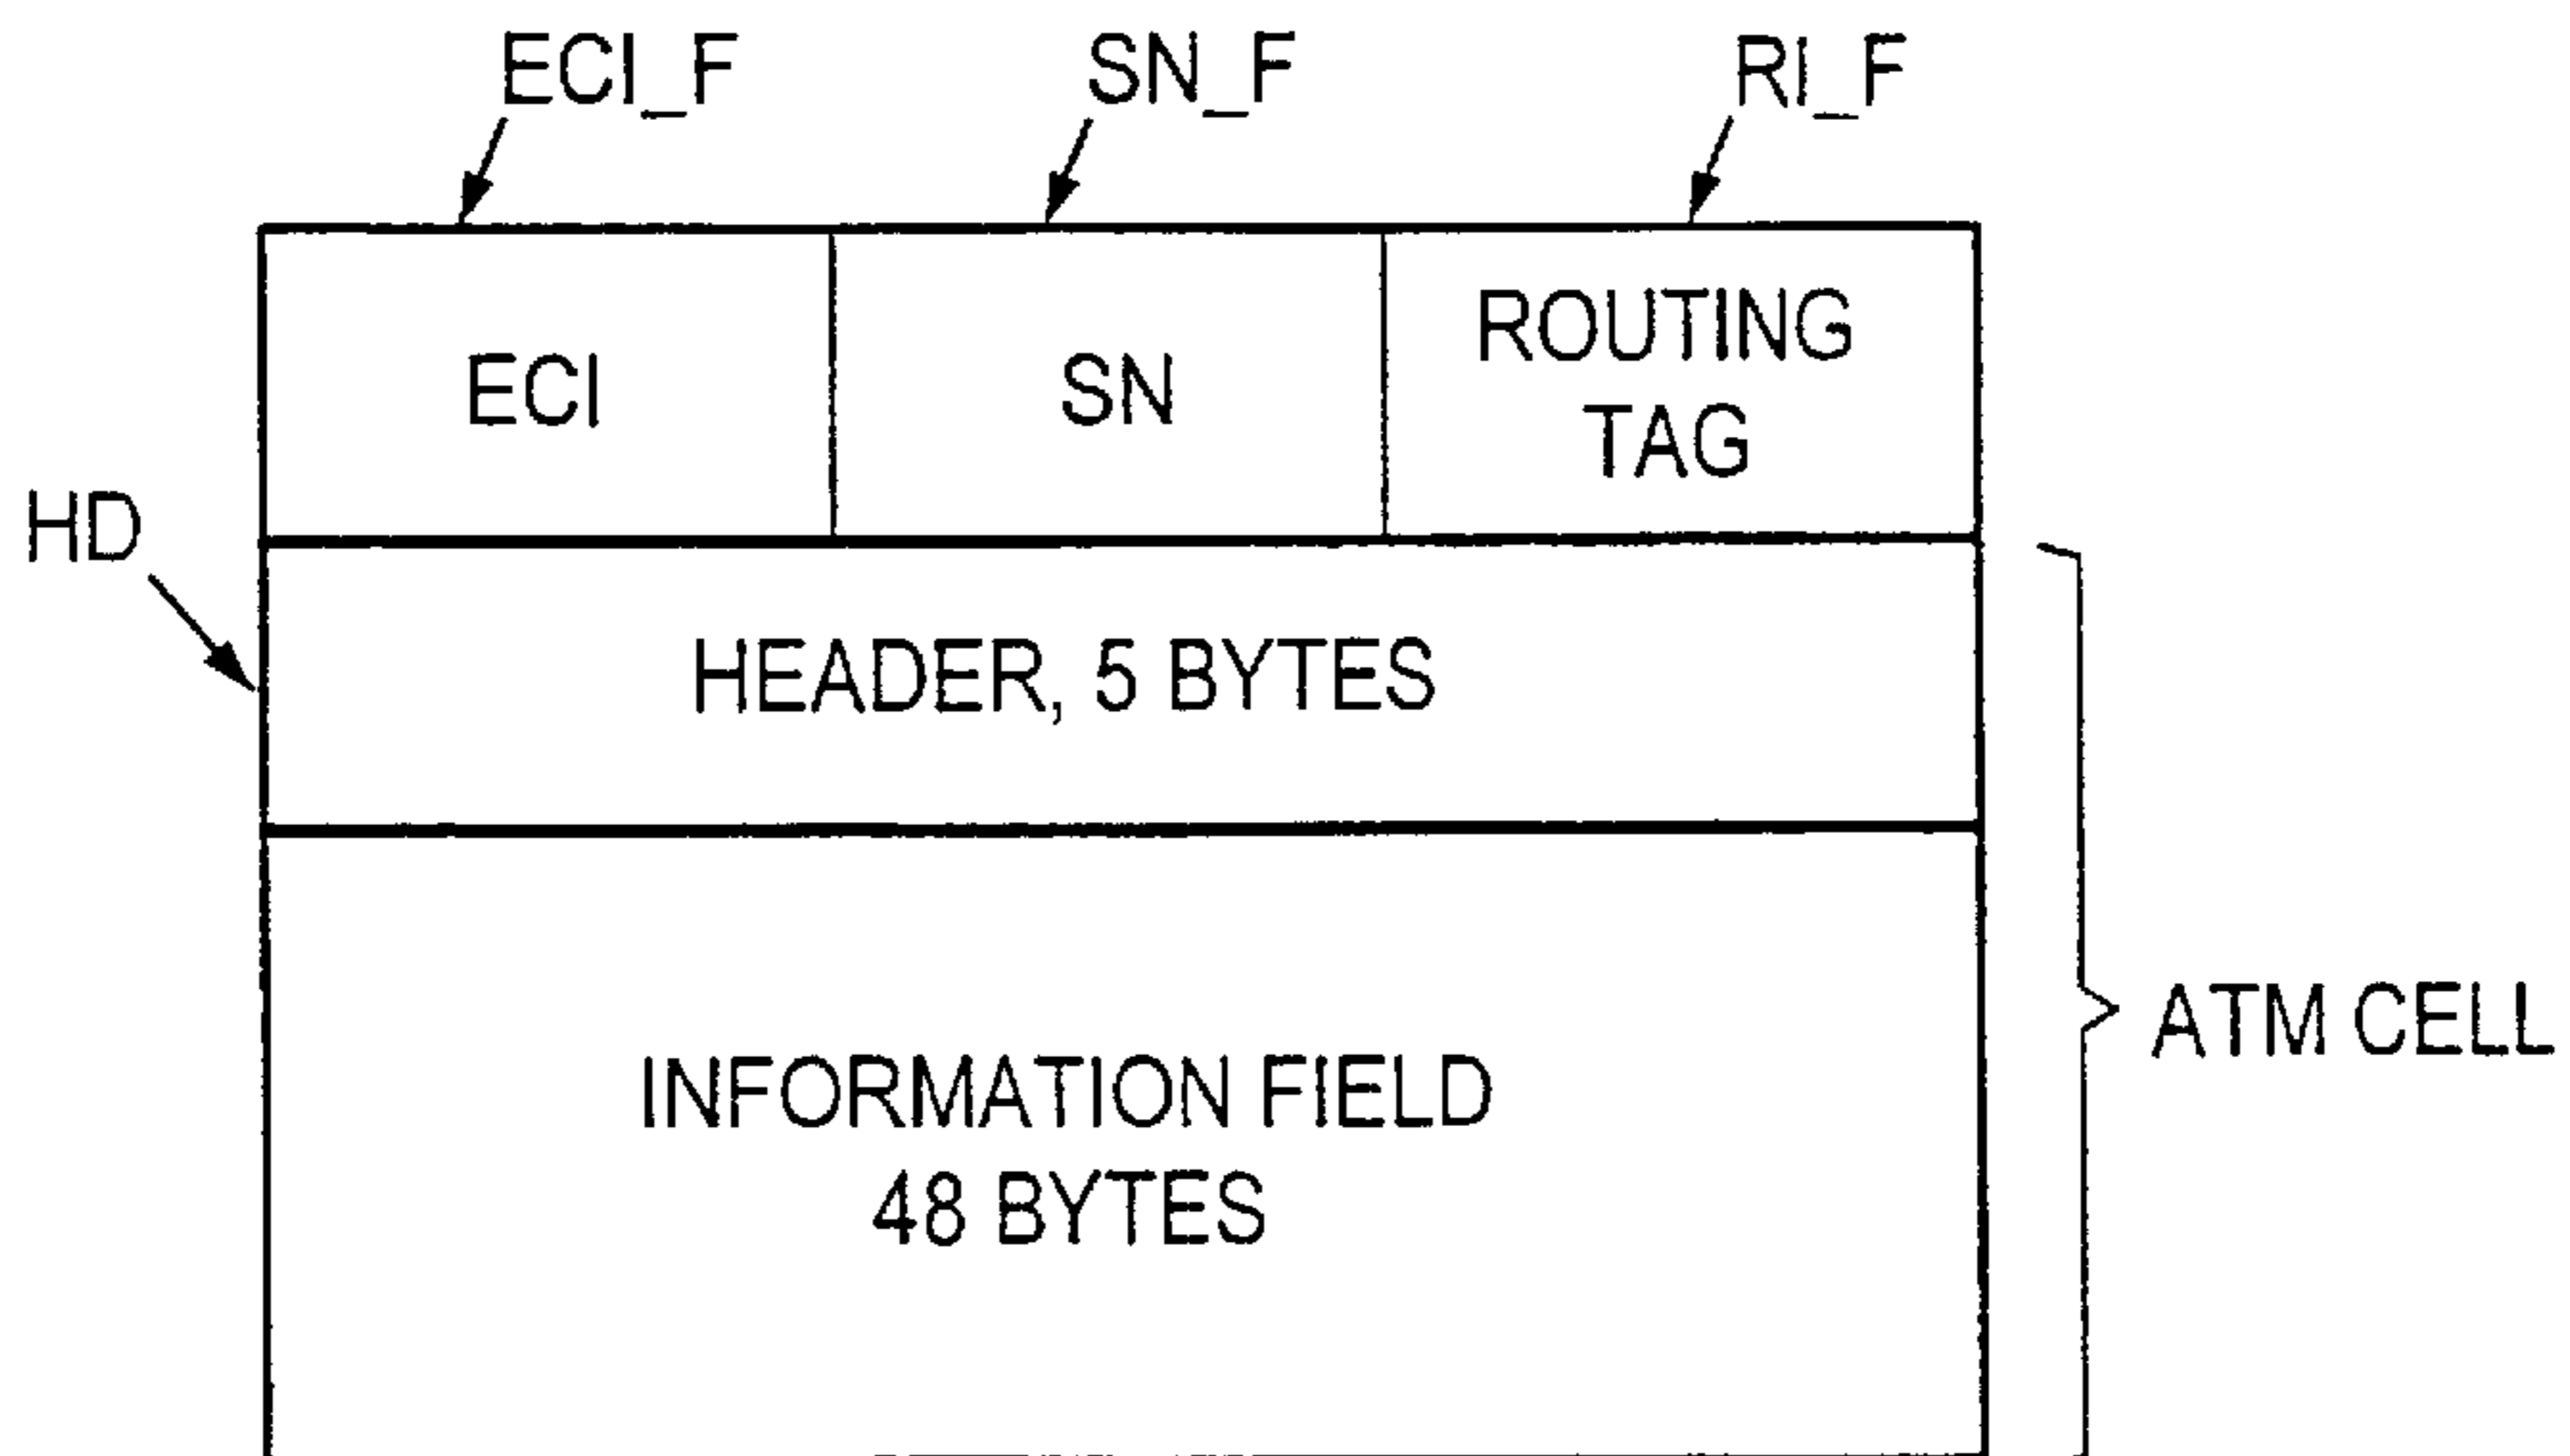 ECI_F SN_F RI_F
ECI SN ROUTING
TAG
HD
HEADER, 5 BYTES
INFORMATION FIELD
48 BYTES
ATM CELL